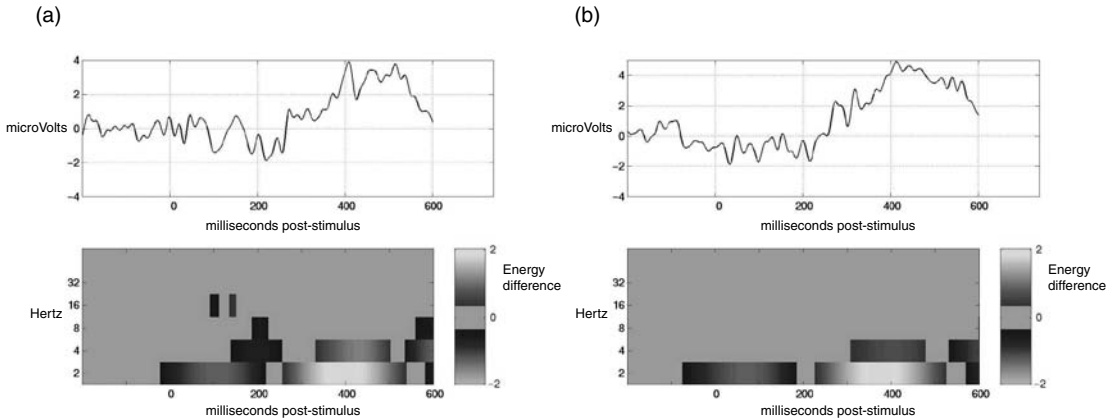 (a)
4
2
microVolts 0
−2
−4
0 200 400 600
milliseconds post-stimulus
32
16
Hertz
8
4
2
0 200 400 600
milliseconds post-stimulus
2
0
−2
Energy
difference
(b)
4
2
microVolts
0
−2
−4
0 200 400 600
milliseconds post-stimulus
32
16
Hertz
8
4
2
0 200 400 600
milliseconds post-stimulus
2
0
−2
Energy
difference